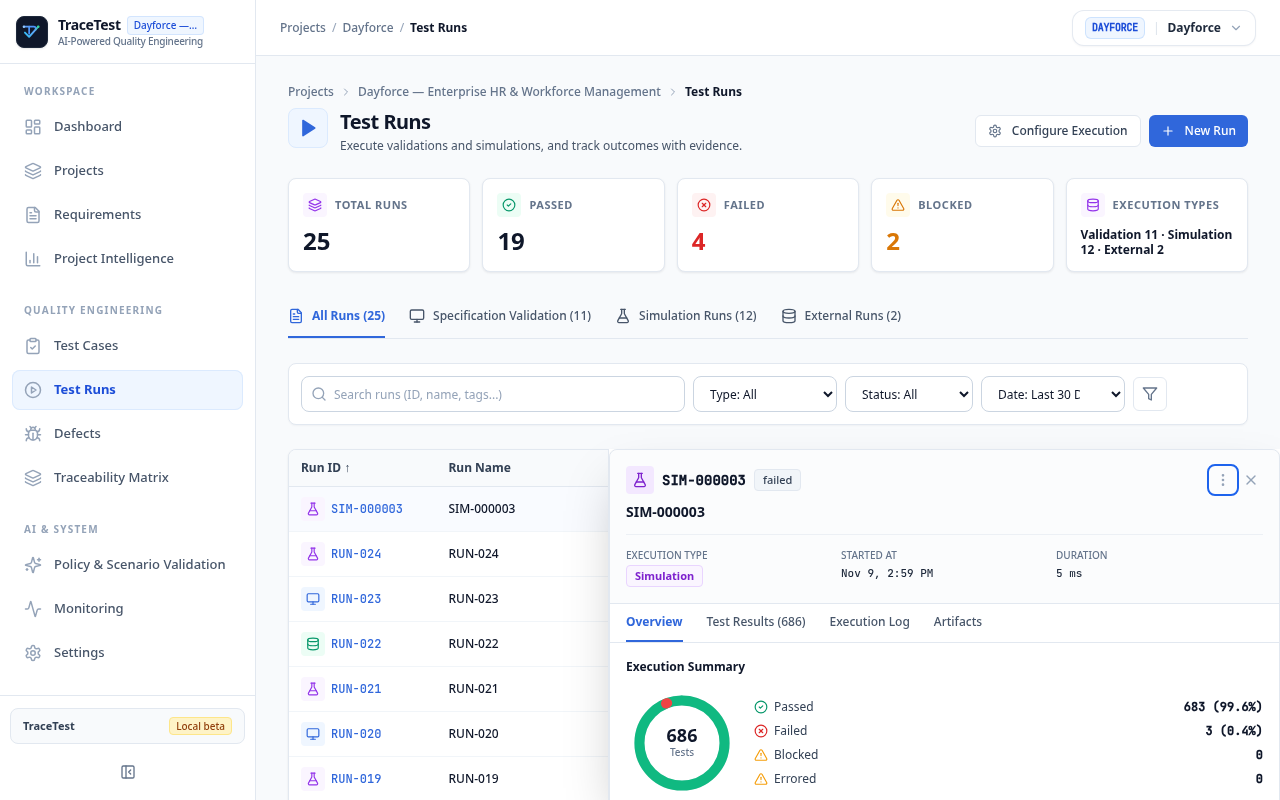 TraceTest
Dayforce —...
AI-Powered Quality Engineering
WORKSPACE
Dashboard
Projects
Requirements
Project Intelligence
QUALITY ENGINEERING
Test Cases
Test Runs
Defects
Traceability Matrix
AI & SYSTEM
Policy & Scenario Validation
Monitoring
Settings
TraceTest
Local beta
Projects / Dayforce / Test Runs
DAYFORCE
Dayforce
Projects > Dayforce — Enterprise HR & Workforce Management > Test Runs
Test Runs
Execute validations and simulations, and track outcomes with evidence.
Configure Execution
New Run
TOTAL RUNS
25
PASSED
19
FAILED
4
BLOCKED
2
EXECUTION TYPES
Validation 11 · Simulation
12 · External 2
All Runs (25)
Specification Validation (11)
Simulation Runs (12)
External Runs (2)
Search runs (ID, name, tags...)
Type: All
Status: All
Date: Last 30 D
Run ID ↑ Run Name
SIM-000003 SIM-000003
RUN-024 RUN-024
RUN-023 RUN-023
RUN-022 RUN-022
RUN-021 RUN-021
RUN-020 RUN-020
RUN-019 RUN-019
SIM-000003 failed
SIM-000003
EXECUTION TYPE
Simulation
STARTED AT
Nov 9, 2:59 PM
DURATION
5 ms
Overview
Test Results (686)
Execution Log
Artifacts
Execution Summary
686
Tests
Passed 683 (99.6%)
Failed 3 (0.4%)
Blocked 0
Errored 0